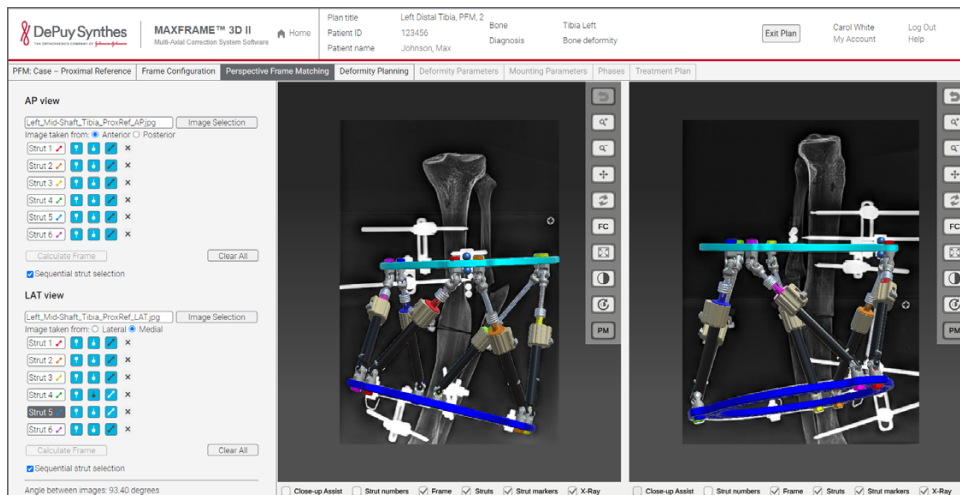 DePuy Synthes
THE ORTHOPAEDICS COMPANY OF Johnson & Johnson
MAXFRAME™ 3D II
Multi-Axial Correction System Software
Home
Plan title Left Distal Tibia, PFM, 2
Patient ID 123456
Patient name Johnson, Max
Bone Tibia Left
Diagnosis Bone deformity
Exit Plan
Carol White
My Account
Log Out
Help
PFM: Case – Proximal Reference Frame Configuration Perspective Frame Matching Deformity Planning Deformity Parameters Mounting Parameters Phases Treatment Plan
AP view
Left_Mid-Shaft_Tibia_ProxRef_AP.jpg Image Selection
Image taken from: Anterior Posterior
Strut 1
Strut 2
Strut 3
Strut 4
Strut 5
Strut 6
Calculate Frame Clear All
Sequential strut selection
LAT view
Left_Mid-Shaft_Tibia_ProxRef_LAT.jpg Image Selection
Image taken from: Lateral Medial
Strut 1
Strut 2
Strut 3
Strut 4
Strut 5
Strut 6
Calculate Frame Clear All
Sequential strut selection
Angle between images: 93.40 degrees
FC
PM
Close-up Assist Strut numbers Frame Struts Strut markers X-Ray
FC
PM
Close-up Assist Strut numbers Frame Struts Strut markers X-Ray